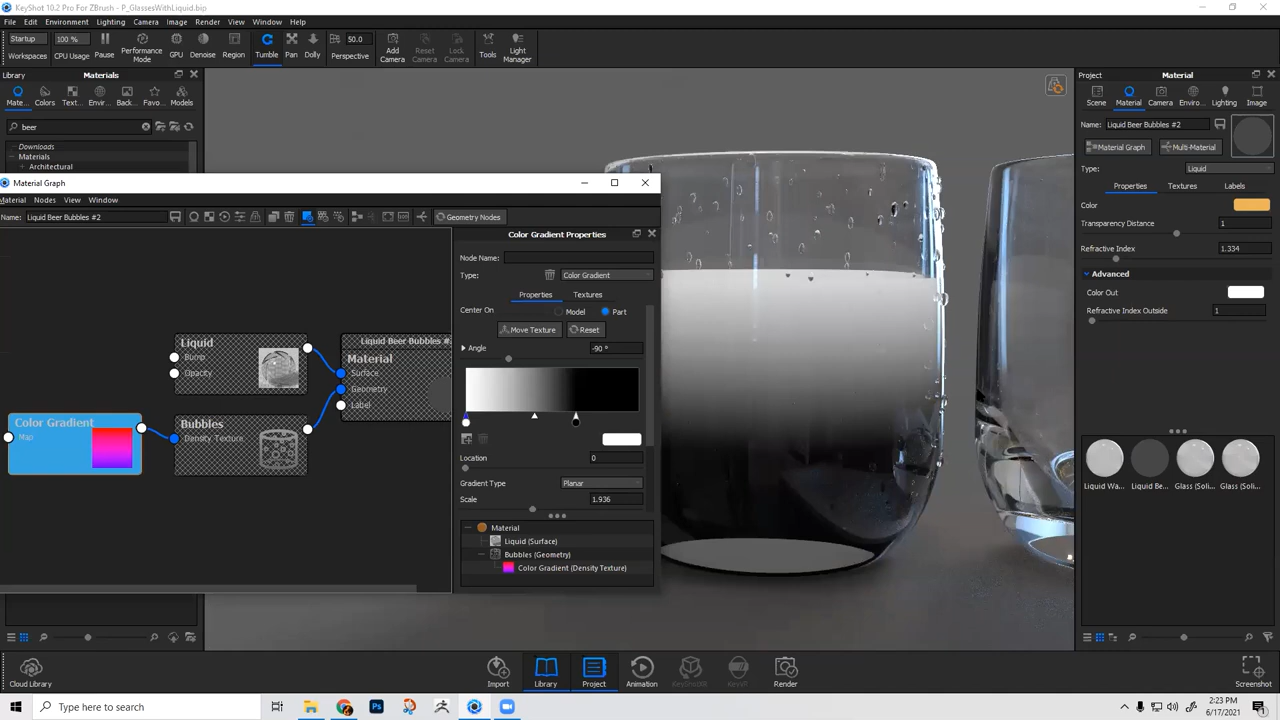 KeyShot 10.2 Pro For ZBrush - P_GlassesWithLiquid.bip
File Edit Environment Lighting Camera Image Render View Window Help
Startup 100 % 50.0
Workspaces CPU Usage Pause Performance Mode GPU Denoise Region Tumble Pan Dolly Perspective Add Camera Reset Camera Lock Camera Tools Light Manager
Library Materials
Mate... Colors Text... Envir... Back... Favo... Models
beer
Downloads
Materials
Architectural
Material Graph
Material Nodes View Window
Name: Liquid Beer Bubbles #2 Geometry Nodes
Liquid
Bump
Opacity
Liquid Beer Bubbles #...
Material
Surface
Geometry
Label
Color Gradient
Map
Bubbles
Density Texture
Color Gradient Properties
Node Name:
Type: Color Gradient
Properties Textures
Center On Model Part
Move Texture Reset
Angle -90 °
Location 0
Gradient Type Planar
Scale 1.936
Material
Liquid (Surface)
Bubbles (Geometry)
Color Gradient (Density Texture)
Project Material
Scene Material Camera Enviro... Lighting Image
Name: Liquid Beer Bubbles #2
Material Graph Multi-Material
Type: Liquid
Properties Textures Labels
Color
Transparency Distance 1
Refractive Index 1.334
Advanced
Color Out
Refractive Index Outside 1
Liquid Wa... Liquid Be... Glass (Soli... Glass (Soli...
Cloud Library Import Library Project Animation KeyShotXR KeyVR Render Screenshot
Type here to search
2:23 PM
6/17/2021